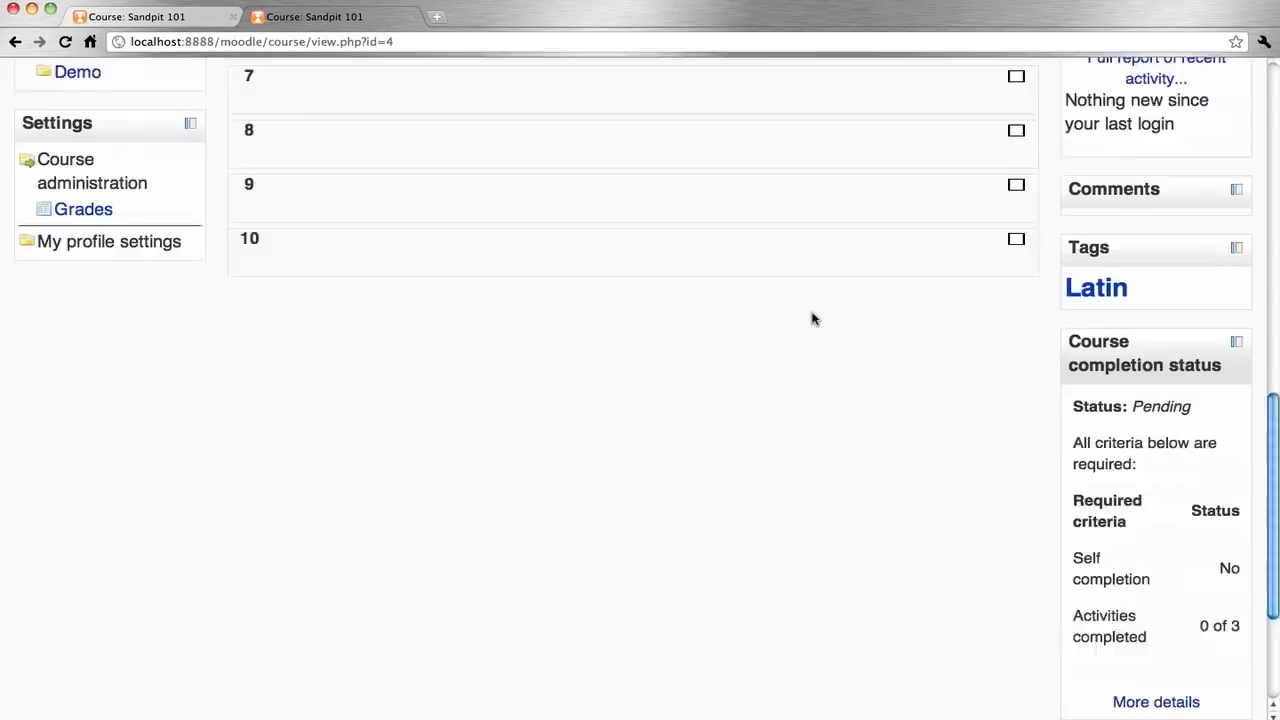 Course: Sandpit 101
Course: Sandpit 101
localhost:8888/moodle/course/view.php?id=4
Demo
Settings
Course
administration
Grades
My profile settings
7
8
9
10
Full report of recent
activity...
Nothing new since
your last login
Comments
Tags
Latin
Course
completion status
Status: Pending
All criteria below are
required:
Required
criteria
Status
Self
completion
No
Activities
completed
0 of 3
More details